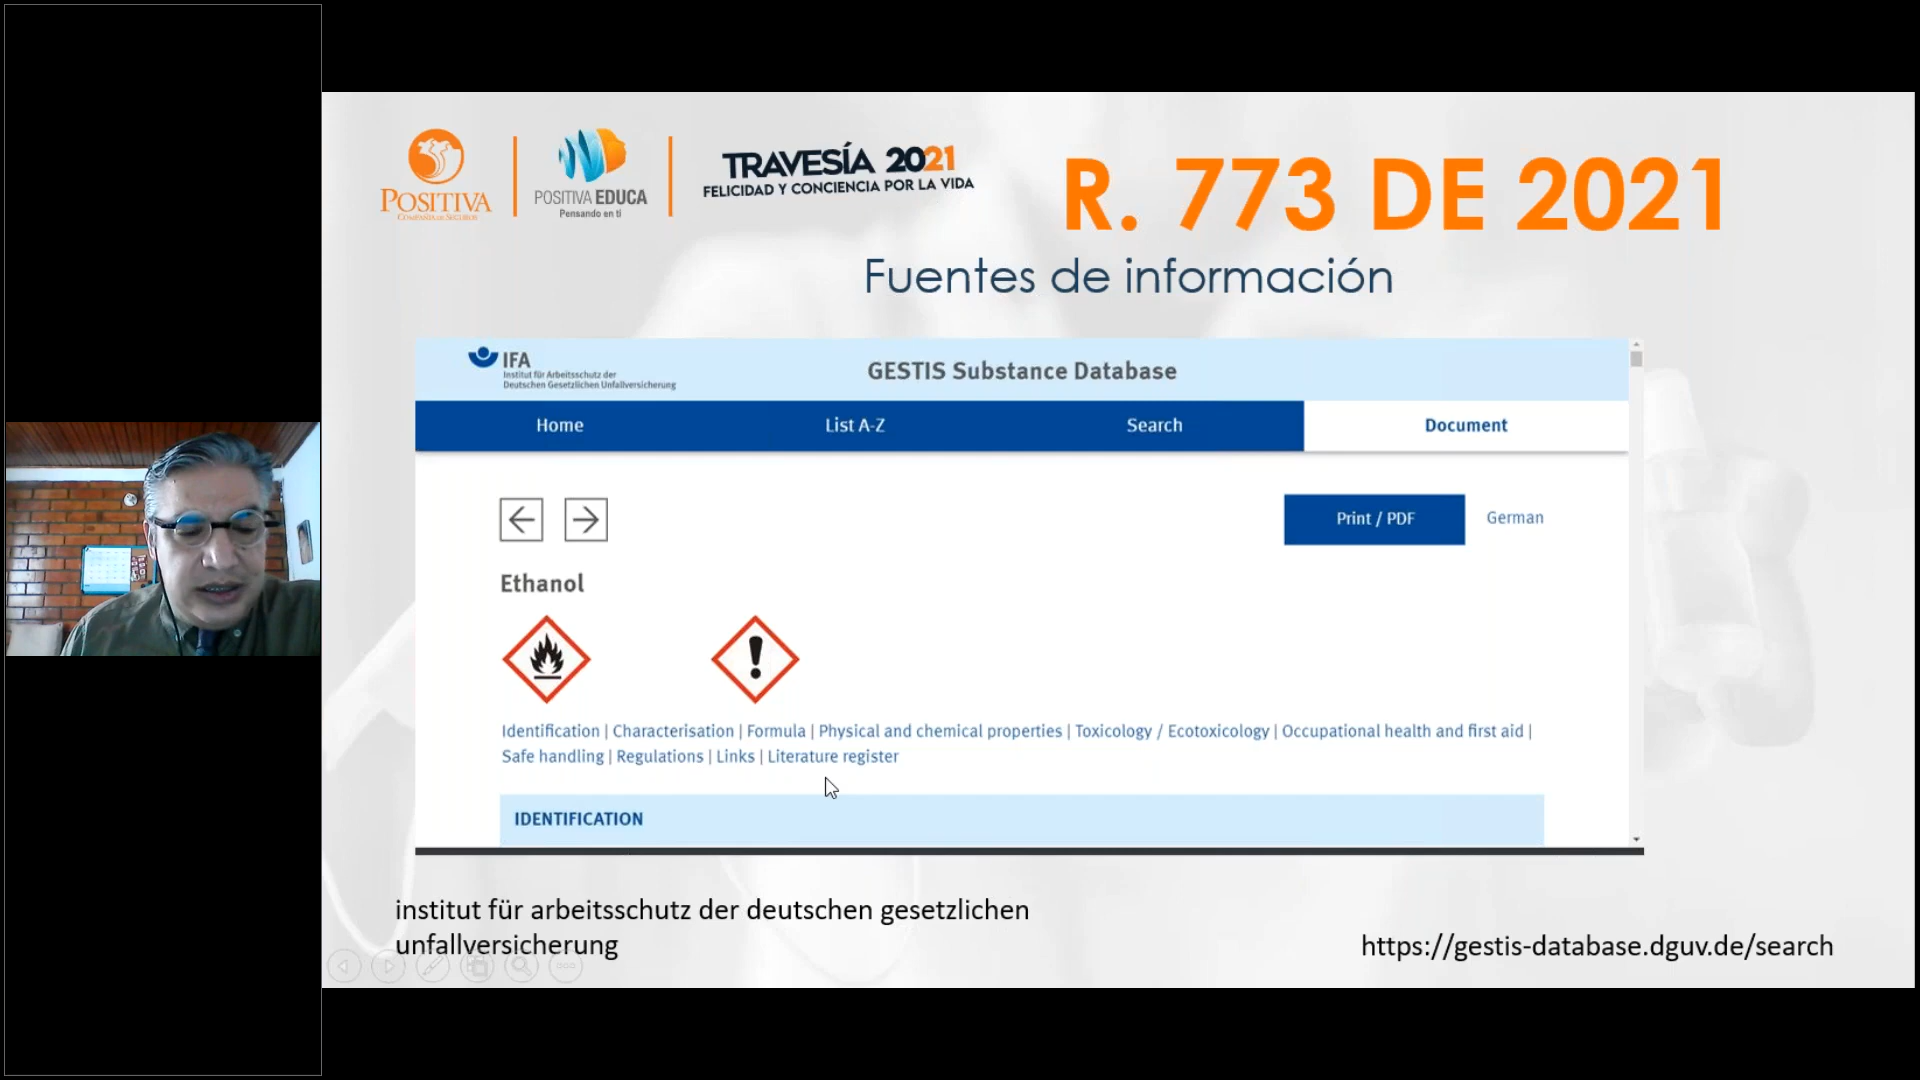 POSITIVA
COMPAÑÍA DE SEGUROS
POSITIVA EDUCA
Pensando en ti
TRAVESÍA 2021
FELICIDAD Y CONCIENCIA POR LA VIDA
R. 773 DE 2021
Fuentes de información
IFA
Institut für Arbeitsschutz der
Deutschen Gesetzlichen Unfallversicherung
GESTIS Substance Database
Home
List A-Z
Search
Document
Print / PDF
German
Ethanol
Identification | Characterisation | Formula | Physical and chemical properties | Toxicology / Ecotoxicology | Occupational health and first aid |
Safe handling | Regulations | Links | Literature register
IDENTIFICATION
institut für arbeitsschutz der deutschen gesetzlichen
unfallversicherung
https://gestis-database.dguv.de/search